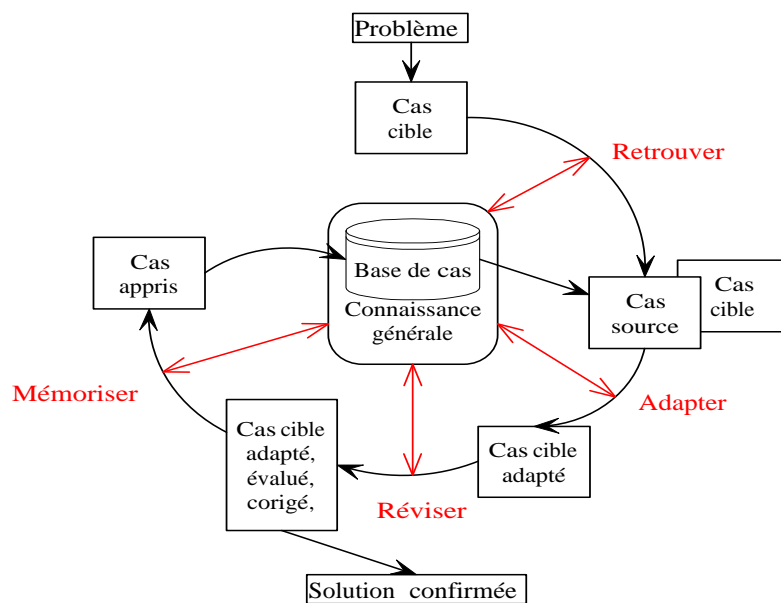 Problème
Cas
cible
Retrouver
Base de cas
Connaissance
générale
Cas
appris
Cas
source
Cas
cible
Mémoriser
Adapter
Cas cible
adapté,
évalué,
corigé,
Cas cible
adapté
Réviser
Solution confirmée